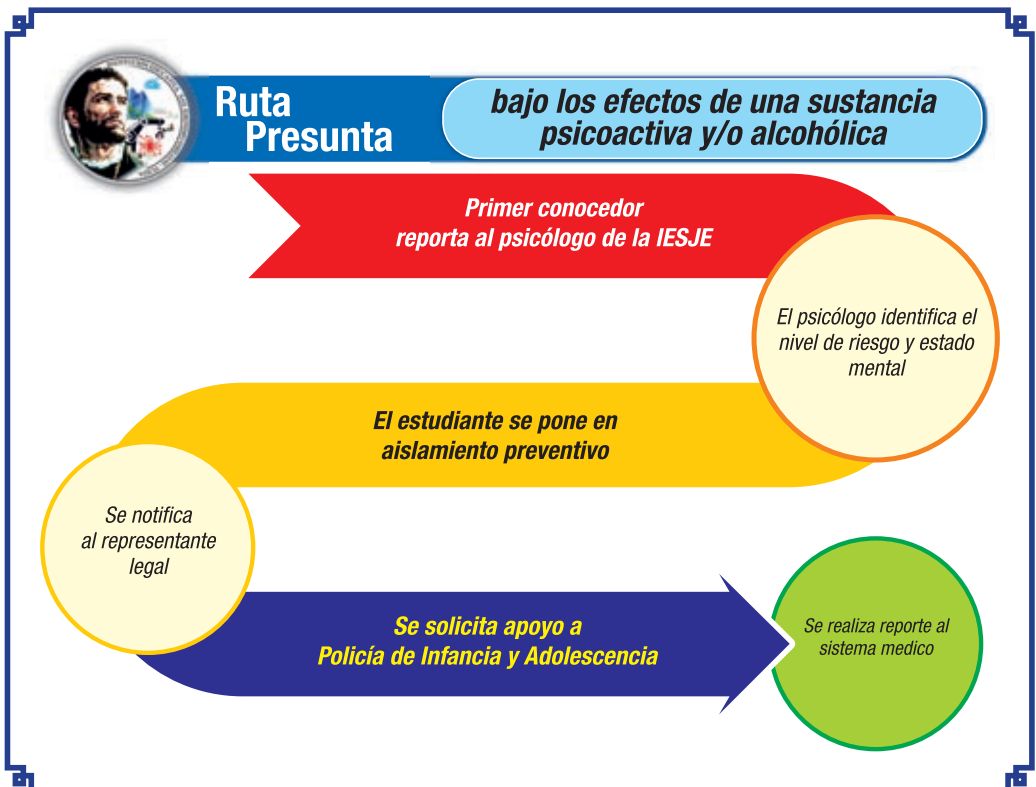 Ruta
Presunta
bajo los efectos de una sustancia
psicoactiva y/o alcohólica
Primer conocedor
reporta al psicólogo de la IESJE
El psicólogo identifica el
nivel de riesgo y estado
mental
El estudiante se pone en
aislamiento preventivo
Se notifica
al representante
legal
Se solicita apoyo a
Policía de Infancia y Adolescencia
Se realiza reporte al
sistema medico